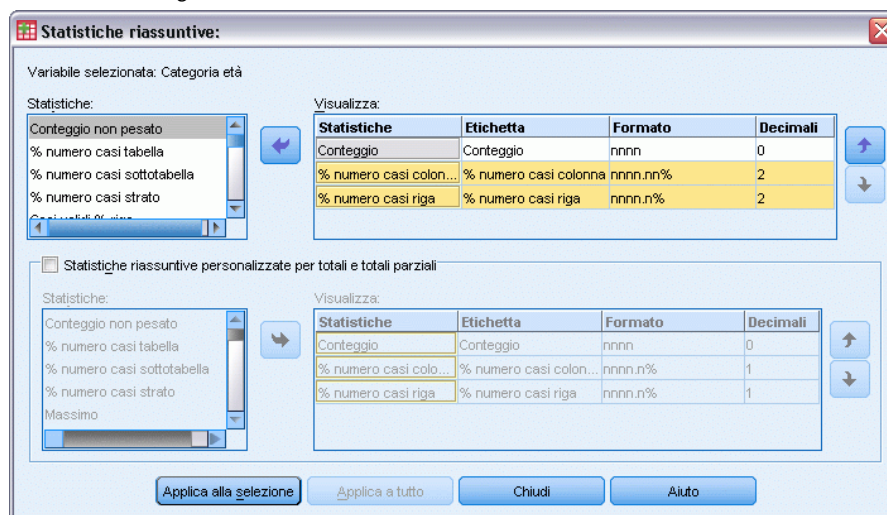 Statistiche riassuntive:
Variabile selezionata: Categoria età
Statistiche:
Conteggio non pesato
% numero casi tabella
% numero casi sottotabella
% numero casi strato
Visualizza:
Statistiche Etichetta Formato Decimali
Conteggio Conteggio nnnn 0
% numero casi colon... % numero casi colonna nnnn.nn% 2
% numero casi riga % numero casi riga nnnn.n% 2
Statistiche riassuntive personalizzate per totali e totali parziali
Statistiche:
Conteggio non pesato
% numero casi tabella
% numero casi sottotabella
% numero casi strato
Massimo
Visualizza:
Statistiche Etichetta Formato Decimali
Conteggio Conteggio nnnn 0
% numero casi colo... % numero casi colon... nnnn.n% 1
% numero casi riga % numero casi riga nnnn.n% 1
Applica alla selezione Applica a tutto Chiudi Aiuto